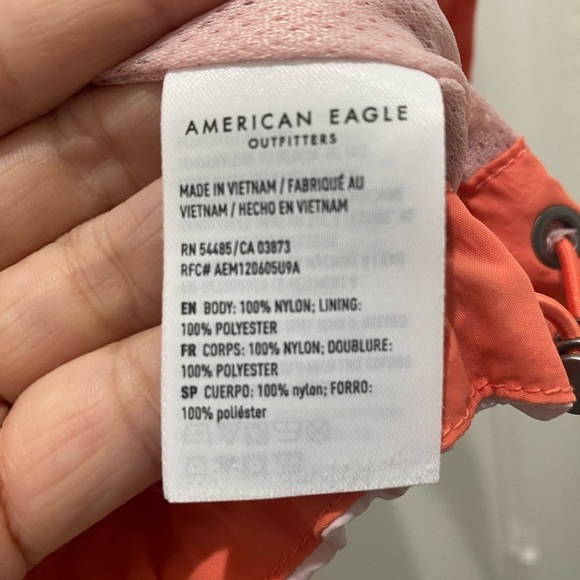 AMERICAN EAGLE
OUTFITTERS
MADE IN VIETNAM / FABRIQUÉ AU
VIETNAM / HECHO EN VIETNAM
RN 54485/CA 03873
RFC# AEM120605U9A
EN BODY: 100% NYLON; LINING:
100% POLYESTER
FR CORPS: 100% NYLON; DOUBLURE:
100% POLYESTER
SP CUERPO: 100% nylon; FORRO:
100% poliéster